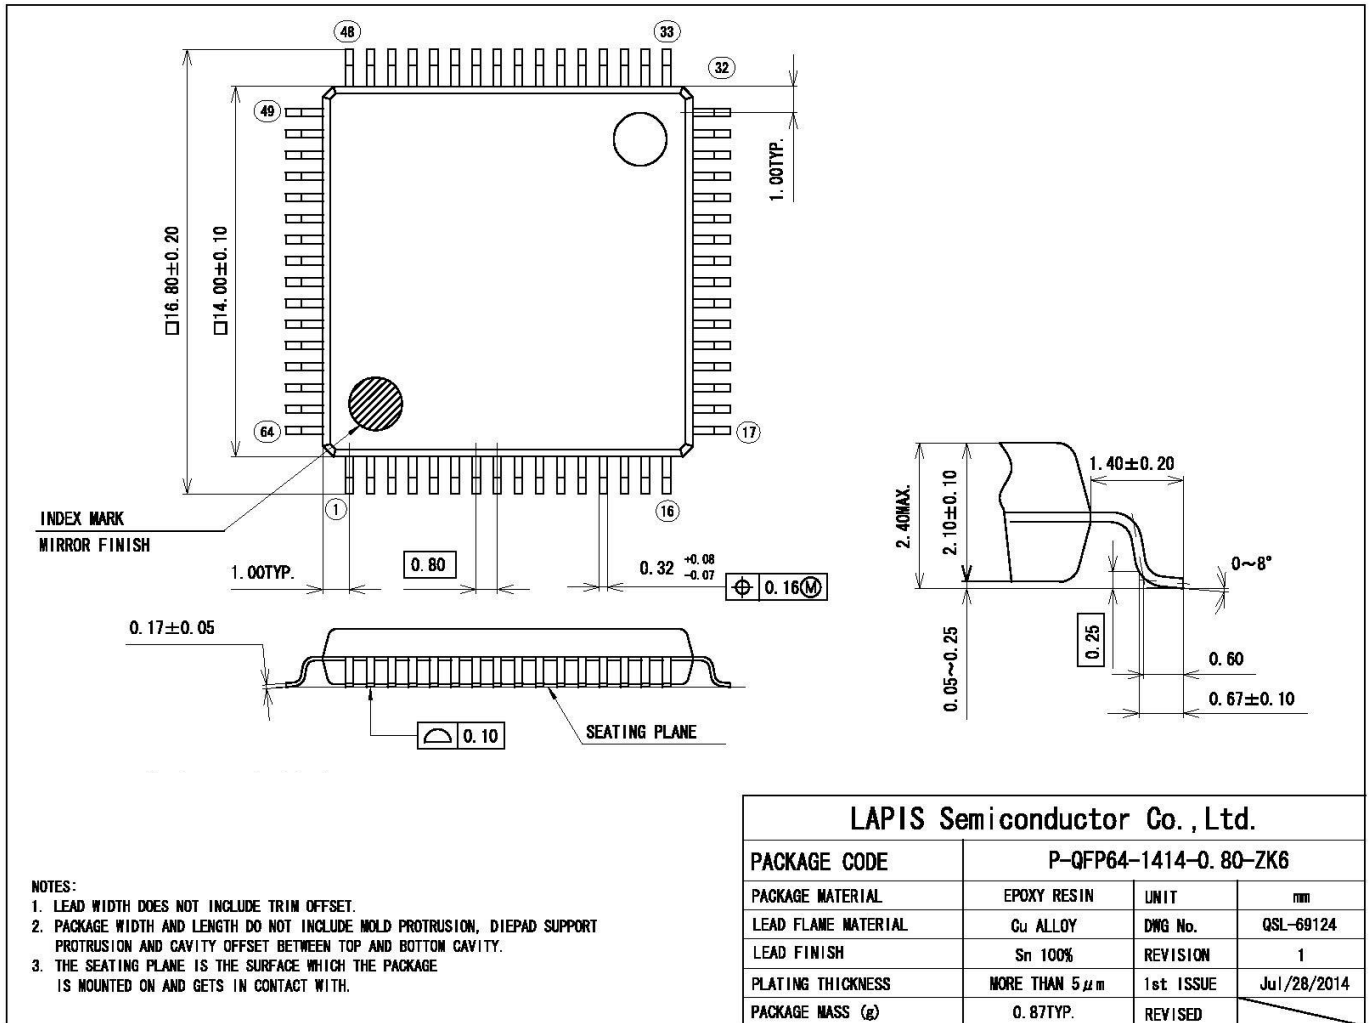 48
33
32
49
1.00TYP.
□16.80±0.20
□14.00±0.10
64
17
1
16
INDEX MARK
MIRROR FINISH
1.00TYP.
0.80
0.32 +0.08 -0.07
⌖ 0.16Ⓜ
0.17±0.05
⌓ 0.10
SEATING PLANE
2.40MAX.
2.10±0.10
1.40±0.20
0~8°
0.05~0.25
0.25
0.60
0.67±0.10
NOTES:
1. LEAD WIDTH DOES NOT INCLUDE TRIM OFFSET.
2. PACKAGE WIDTH AND LENGTH DO NOT INCLUDE MOLD PROTRUSION, DIEPAD SUPPORT
PROTRUSION AND CAVITY OFFSET BETWEEN TOP AND BOTTOM CAVITY.
3. THE SEATING PLANE IS THE SURFACE WHICH THE PACKAGE
IS MOUNTED ON AND GETS IN CONTACT WITH.
LAPIS Semiconductor Co.,Ltd.
PACKAGE CODE P-QFP64-1414-0.80-ZK6
PACKAGE MATERIAL EPOXY RESIN UNIT mm
LEAD FLAME MATERIAL Cu ALLOY DWG No. QSL-69124
LEAD FINISH Sn 100% REVISION 1
PLATING THICKNESS MORE THAN 5μm 1st ISSUE Jul/28/2014
PACKAGE MASS (g) 0.87TYP. REVISED